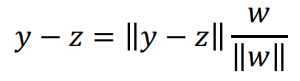 y − z = ‖y − z‖ w / ‖w‖